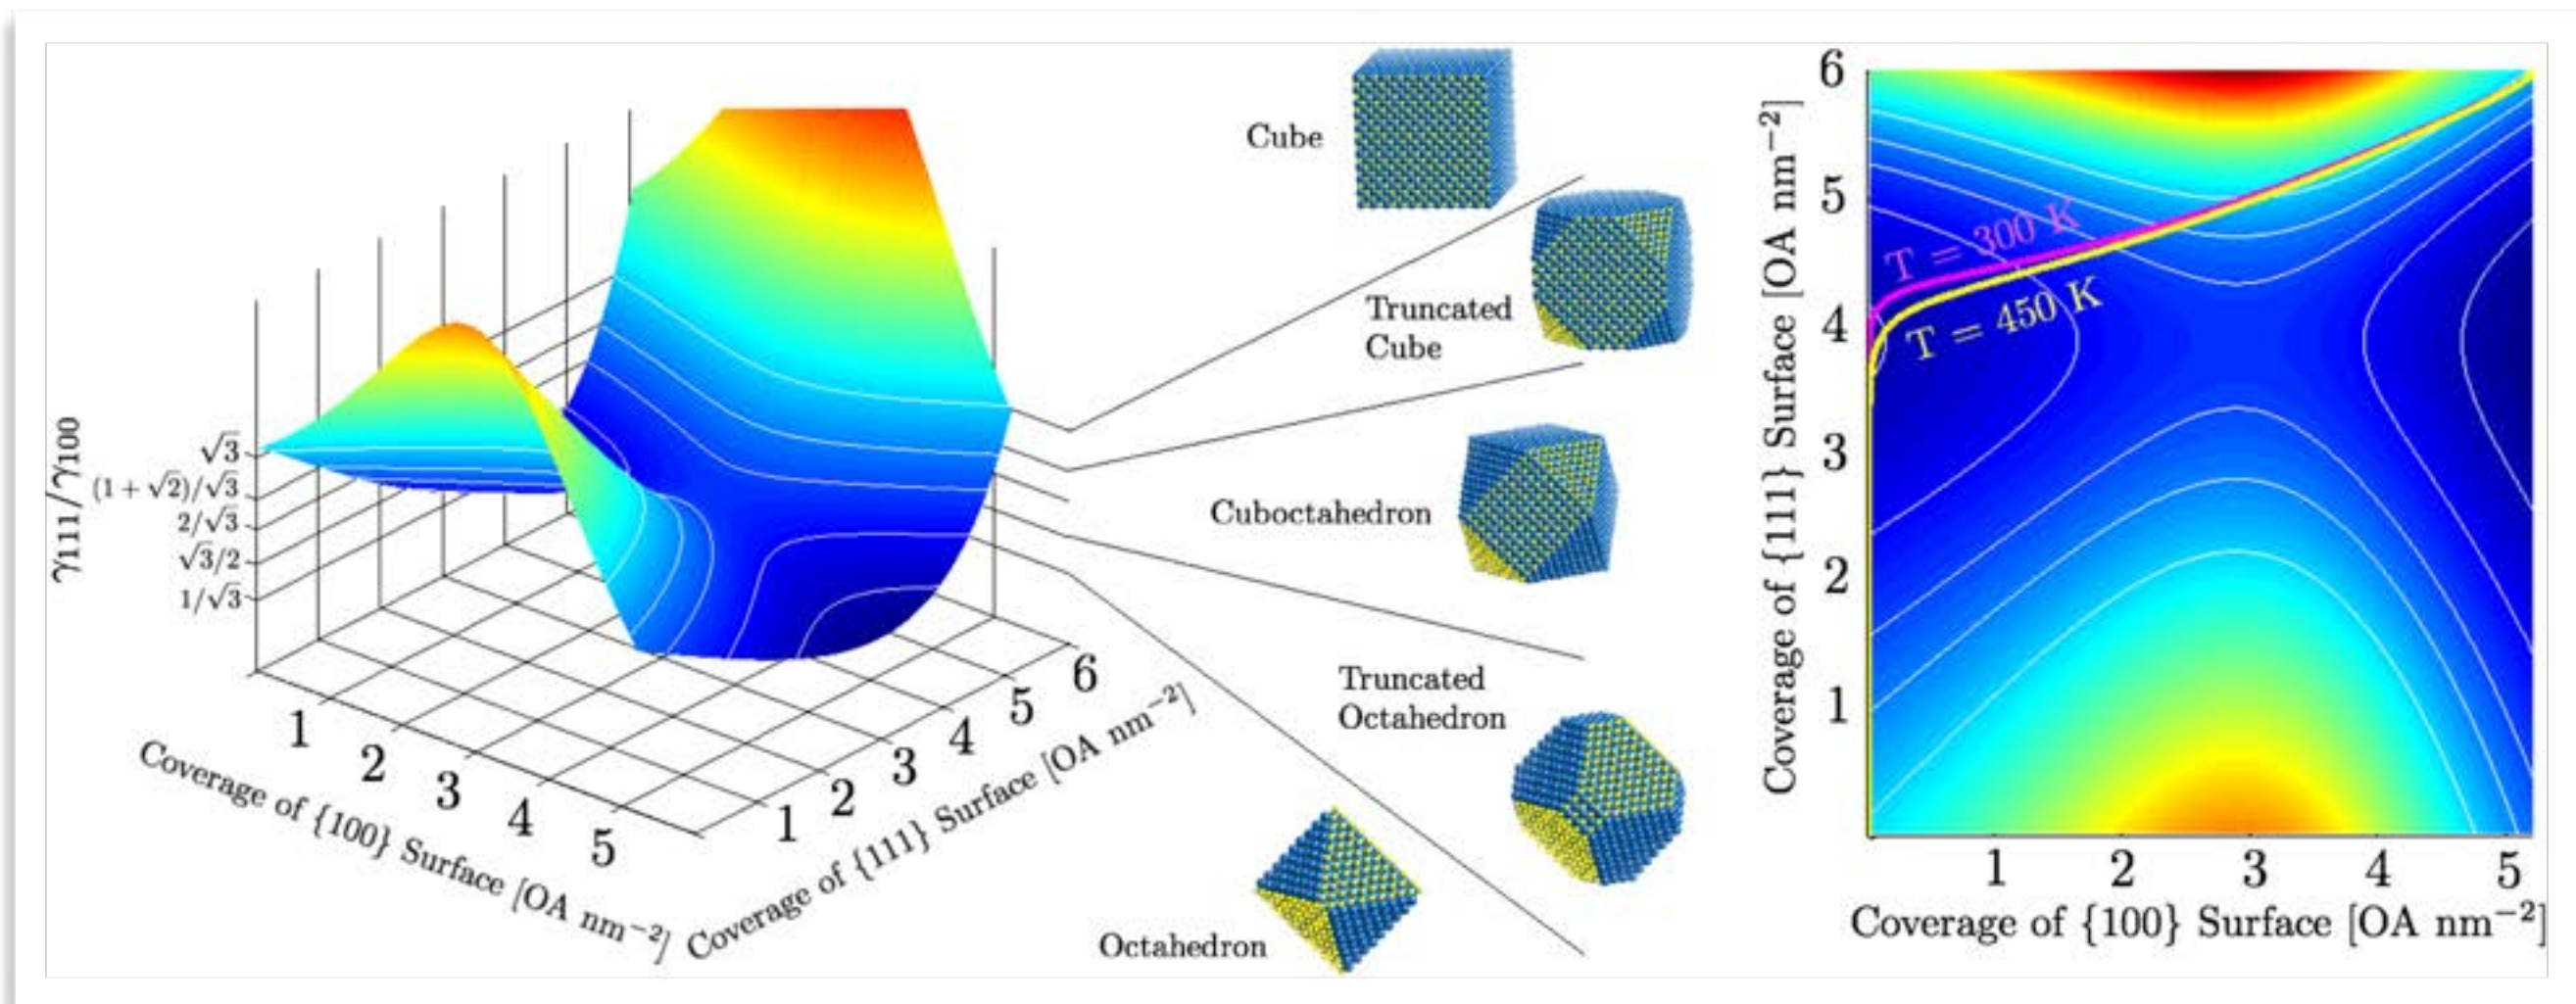 γ111/γ100
√3
(1 + √2)/√3
2/√3
√3/2
1/√3
1
2
3
4
5
Coverage of {100} Surface [OA nm−2]
1
2
3
4
5
6
Coverage of {111} Surface [OA nm−2]
Cube
Truncated
Cube
Cuboctahedron
Truncated
Octahedron
Octahedron
Coverage of {111} Surface [OA nm−2]
6
5
4
3
2
1
T = 300 K
T = 450 K
1
2
3
4
5
Coverage of {100} Surface [OA nm−2]